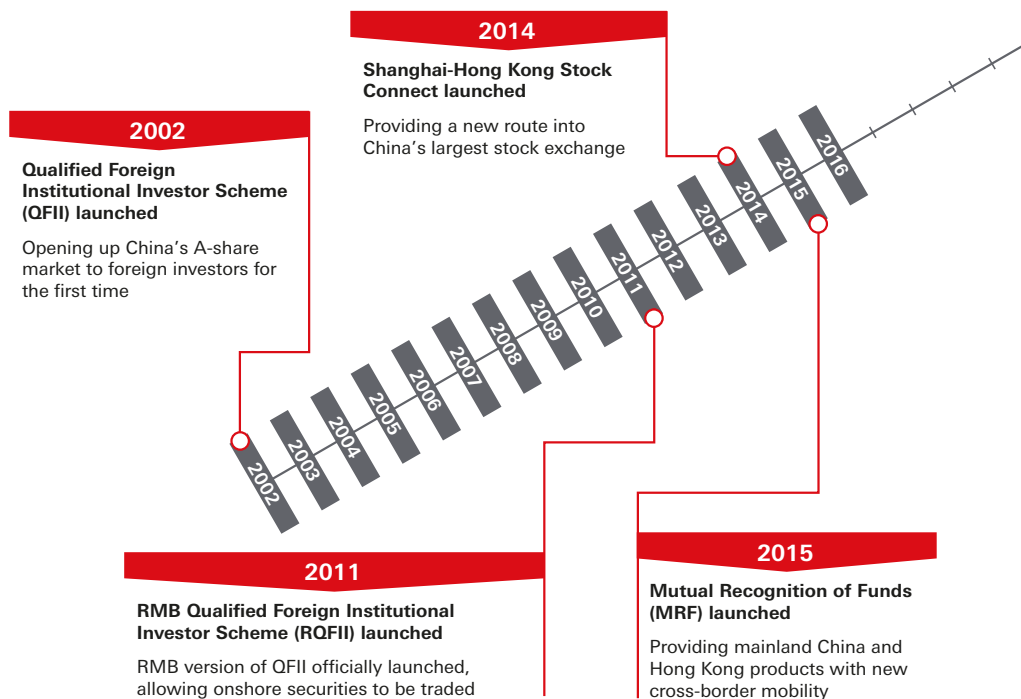 2014
Shanghai-Hong Kong Stock
Connect launched
Providing a new route into
China's largest stock exchange
2002
Qualified Foreign
Institutional Investor Scheme
(QFII) launched
Opening up China's A-share
market to foreign investors for
the first time
2002
2003
2004
2005
2006
2007
2008
2009
2010
2011
2012
2013
2014
2015
2016
2011
RMB Qualified Foreign Institutional
Investor Scheme (RQFII) launched
RMB version of QFII officially launched,
allowing onshore securities to be traded
2015
Mutual Recognition of Funds
(MRF) launched
Providing mainland China and
Hong Kong products with new
cross-border mobility